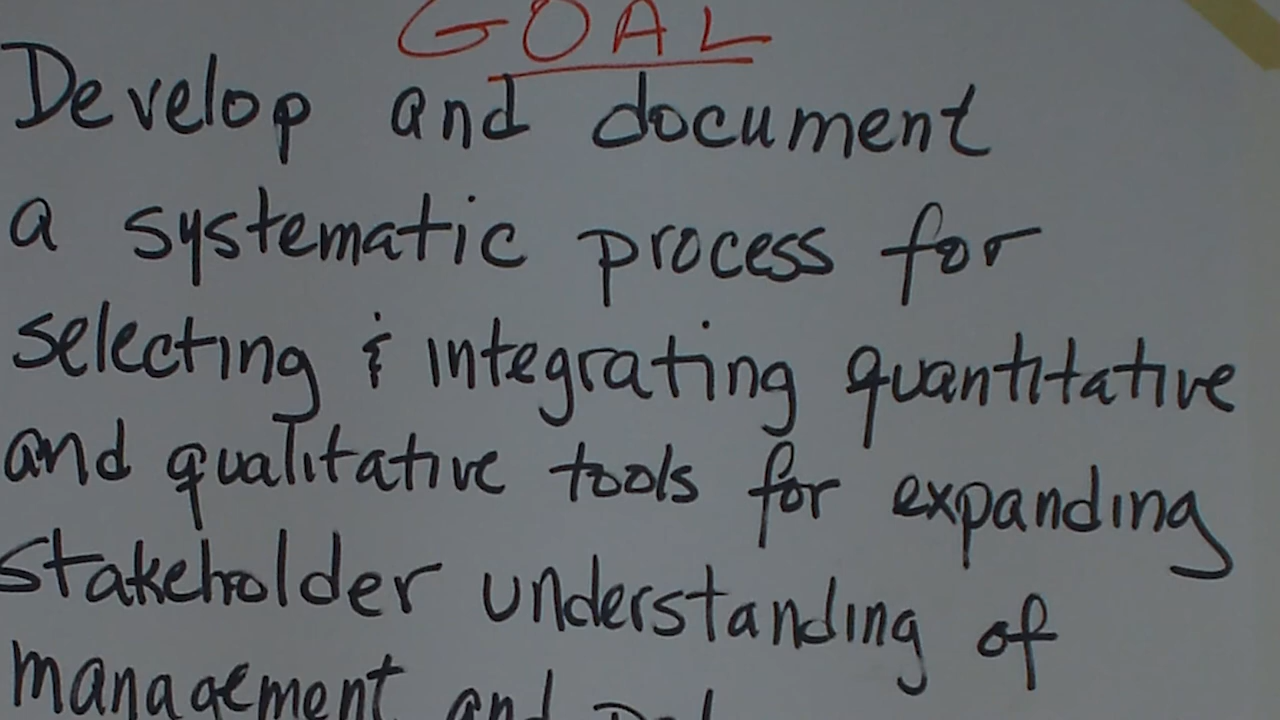 GOAL
Develop and document
a systematic process for
selecting & integrating quantitative
and qualitative tools for expanding
stakeholder understanding of
management and